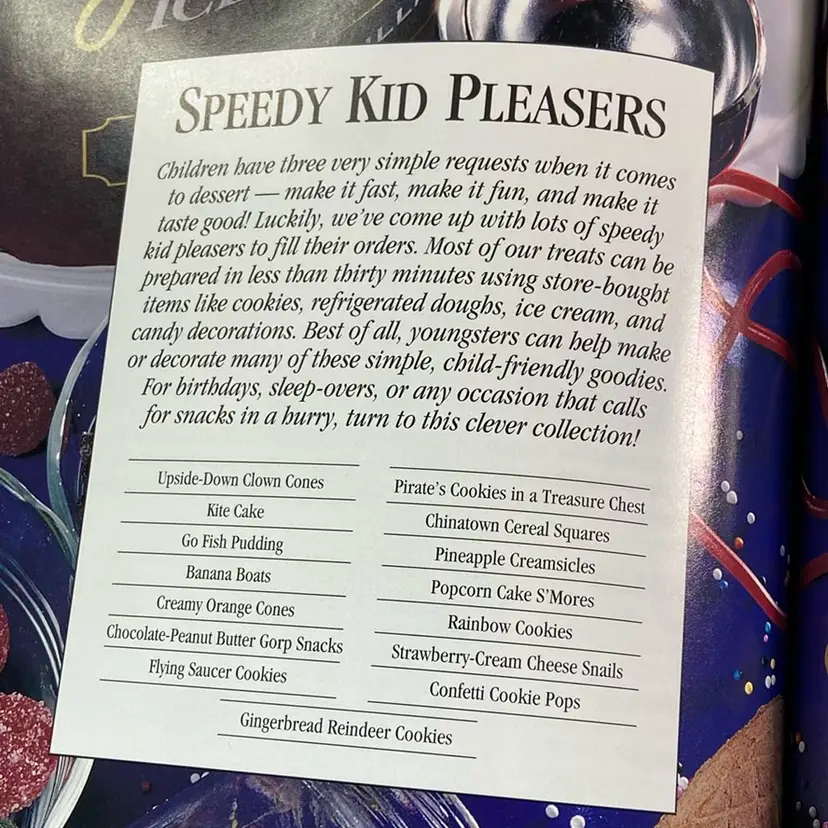 ICE
SPEEDY KID PLEASERS
Children have three very simple requests when it comes
to dessert — make it fast, make it fun, and make it
taste good! Luckily, we've come up with lots of speedy
kid pleasers to fill their orders. Most of our treats can be
prepared in less than thirty minutes using store-bought
items like cookies, refrigerated doughs, ice cream, and
candy decorations. Best of all, youngsters can help make
or decorate many of these simple, child-friendly goodies.
For birthdays, sleep-overs, or any occasion that calls
for snacks in a hurry, turn to this clever collection!
Upside-Down Clown Cones
Kite Cake
Go Fish Pudding
Banana Boats
Creamy Orange Cones
Chocolate-Peanut Butter Gorp Snacks
Flying Saucer Cookies
Pirate's Cookies in a Treasure Chest
Chinatown Cereal Squares
Pineapple Creamsicles
Popcorn Cake S'Mores
Rainbow Cookies
Strawberry-Cream Cheese Snails
Confetti Cookie Pops
Gingerbread Reindeer Cookies